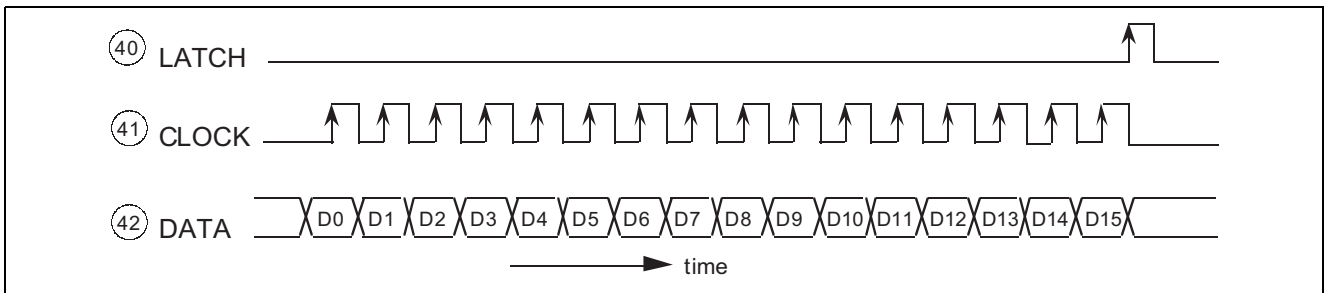 40 LATCH
41 CLOCK
42 DATA D0 D1 D2 D3 D4 D5 D6 D7 D8 D9 D10 D11 D12 D13 D14 D15
time